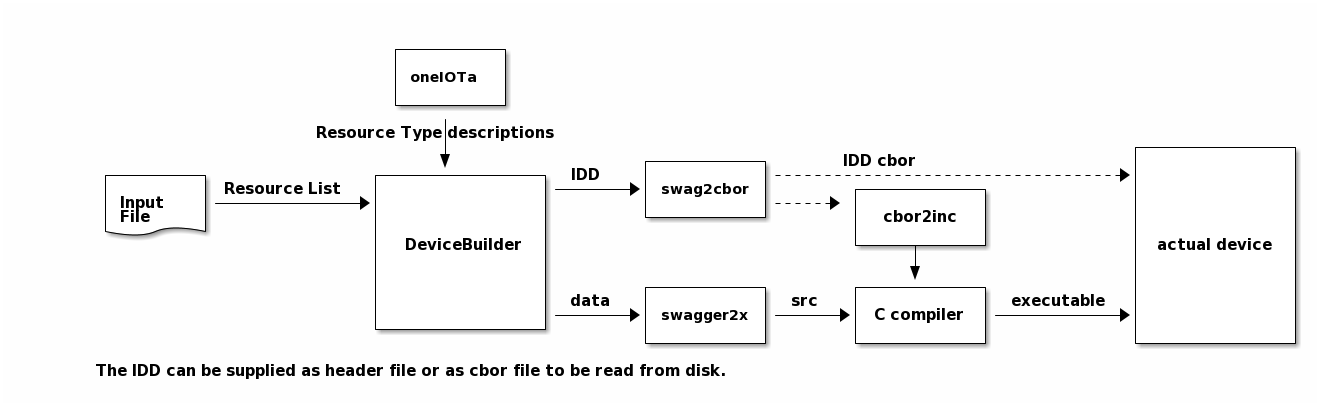 oneIOTa
Resource Type descriptions
IDD cbor
IDD
Resource List
swag2cbor
Input
File
cbor2inc
DeviceBuilder
actual device
data
src
executable
swagger2x
C compiler
The IDD can be supplied as header file or as cbor file to be read from disk.